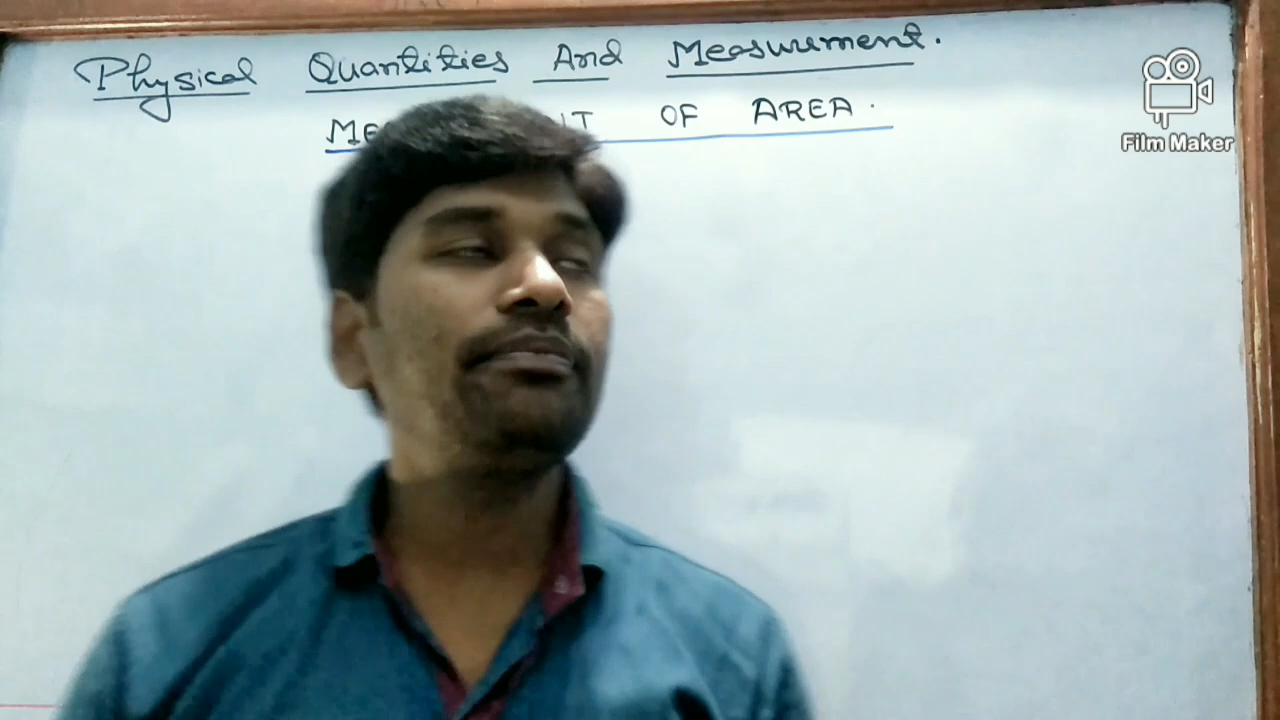 Physical Quantities And Measurement.
OF AREA.
Film Maker